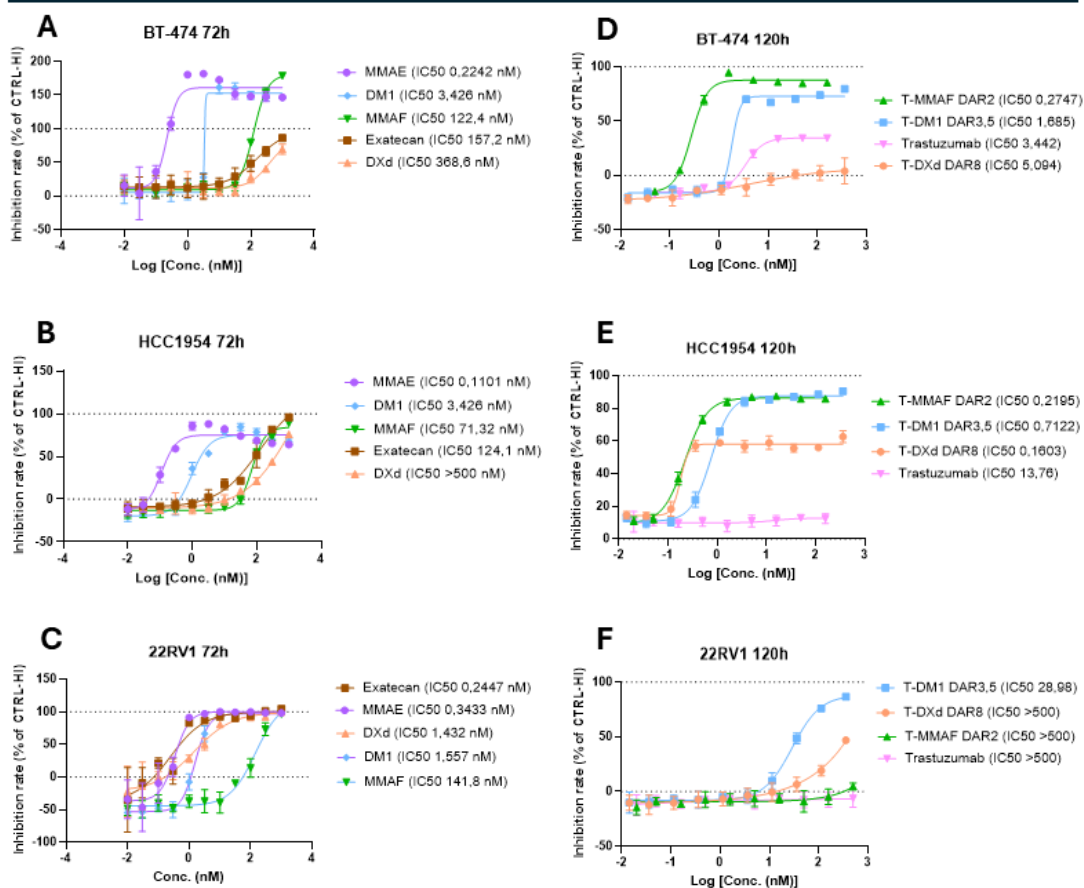 A
BT-474 72h
Inhibition rate (% of CTRL-HI)
200
150
100
50
0
-50
-4
-2
0
2
4
Log [Conc. (nM)]
MMAE (IC50 0,2242 nM)
DM1 (IC50 3,426 nM)
MMAF (IC50 122,4 nM)
Exatecan (IC50 157,2 nM)
DXd (IC50 368,6 nM)
D
BT-474 120h
Inhibition rate (% of CTRL-HI)
100
50
0
-50
-2
-1
0
1
2
3
Log [Conc. (nM)]
T-MMAF DAR2 (IC50 0,2747)
T-DM1 DAR3,5 (IC50 1,685)
Trastuzumab (IC50 3,442)
T-DXd DAR8 (IC50 5,094)
B
HCC1954 72h
Inhibition rate (% of CTRL-HI)
150
100
50
0
-50
-4
-2
0
2
4
Log [Conc. (nM)]
MMAE (IC50 0,1101 nM)
DM1 (IC50 3,426 nM)
MMAF (IC50 71,32 nM)
Exatecan (IC50 124,1 nM)
DXd (IC50 >500 nM)
E
HCC1954 120h
Inhibition rate (% of CTRL-HI)
100
80
60
40
20
0
-2
-1
0
1
2
3
Log [Conc. (nM)]
T-MMAF DAR2 (IC50 0,2195)
T-DM1 DAR3,5 (IC50 0,7122)
T-DXd DAR8 (IC50 0,1603)
Trastuzumab (IC50 13,76)
C
22RV1 72h
Inhibition rate (% of CTRL-HI)
150
100
50
0
-50
-100
-4
-2
0
2
4
Conc. (nM)
Exatecan (IC50 0,2447 nM)
MMAE (IC50 0,3433 nM)
DXd (IC50 1,432 nM)
DM1 (IC50 1,557 nM)
MMAF (IC50 141,8 nM)
F
22RV1 120h
Inhibition rate (% of CTRL-HI)
100
50
0
-50
-2
-1
0
1
2
3
Log [Conc. (nM)]
T-DM1 DAR3,5 (IC50 28,98)
T-DXd DAR8 (IC50 >500)
T-MMAF DAR2 (IC50 >500)
Trastuzumab (IC50 >500)